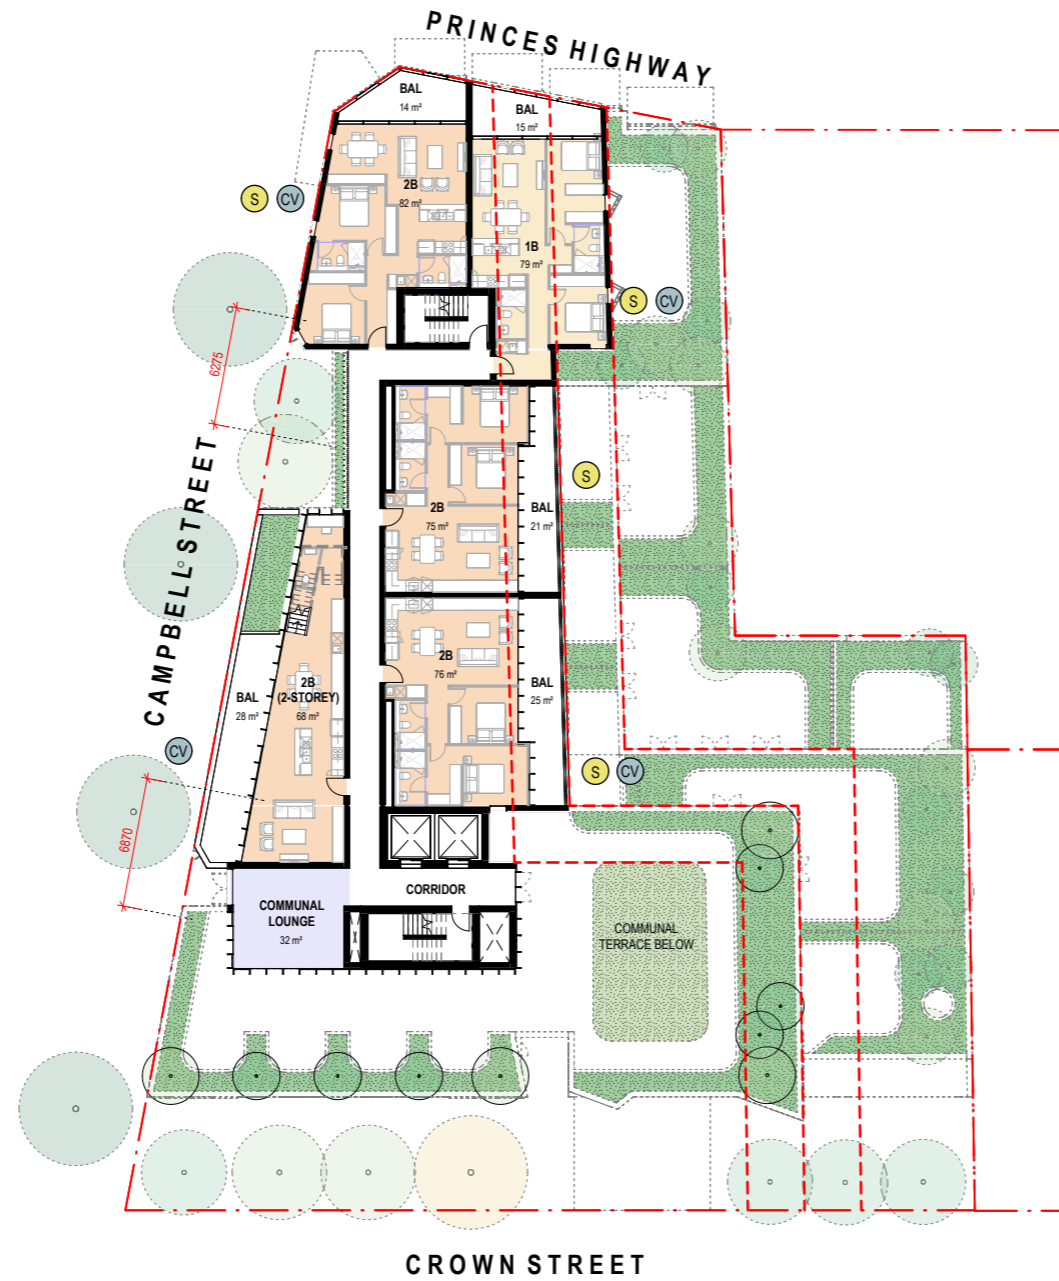 PRINCES HIGHWAY
BAL
14 m²
BAL
15 m²
2B
82 m²
S
CV
1B
79 m²
S
CV
6275
CAMPBELL STREET
S
2B
75 m²
BAL
21 m²
2B
76 m²
BAL
25 m²
2B
(2-STOREY)
68 m²
BAL
28 m²
CV
S
CV
6870
CORRIDOR
COMMUNAL
LOUNGE
32 m²
COMMUNAL
TERRACE BELOW
CROWN STREET